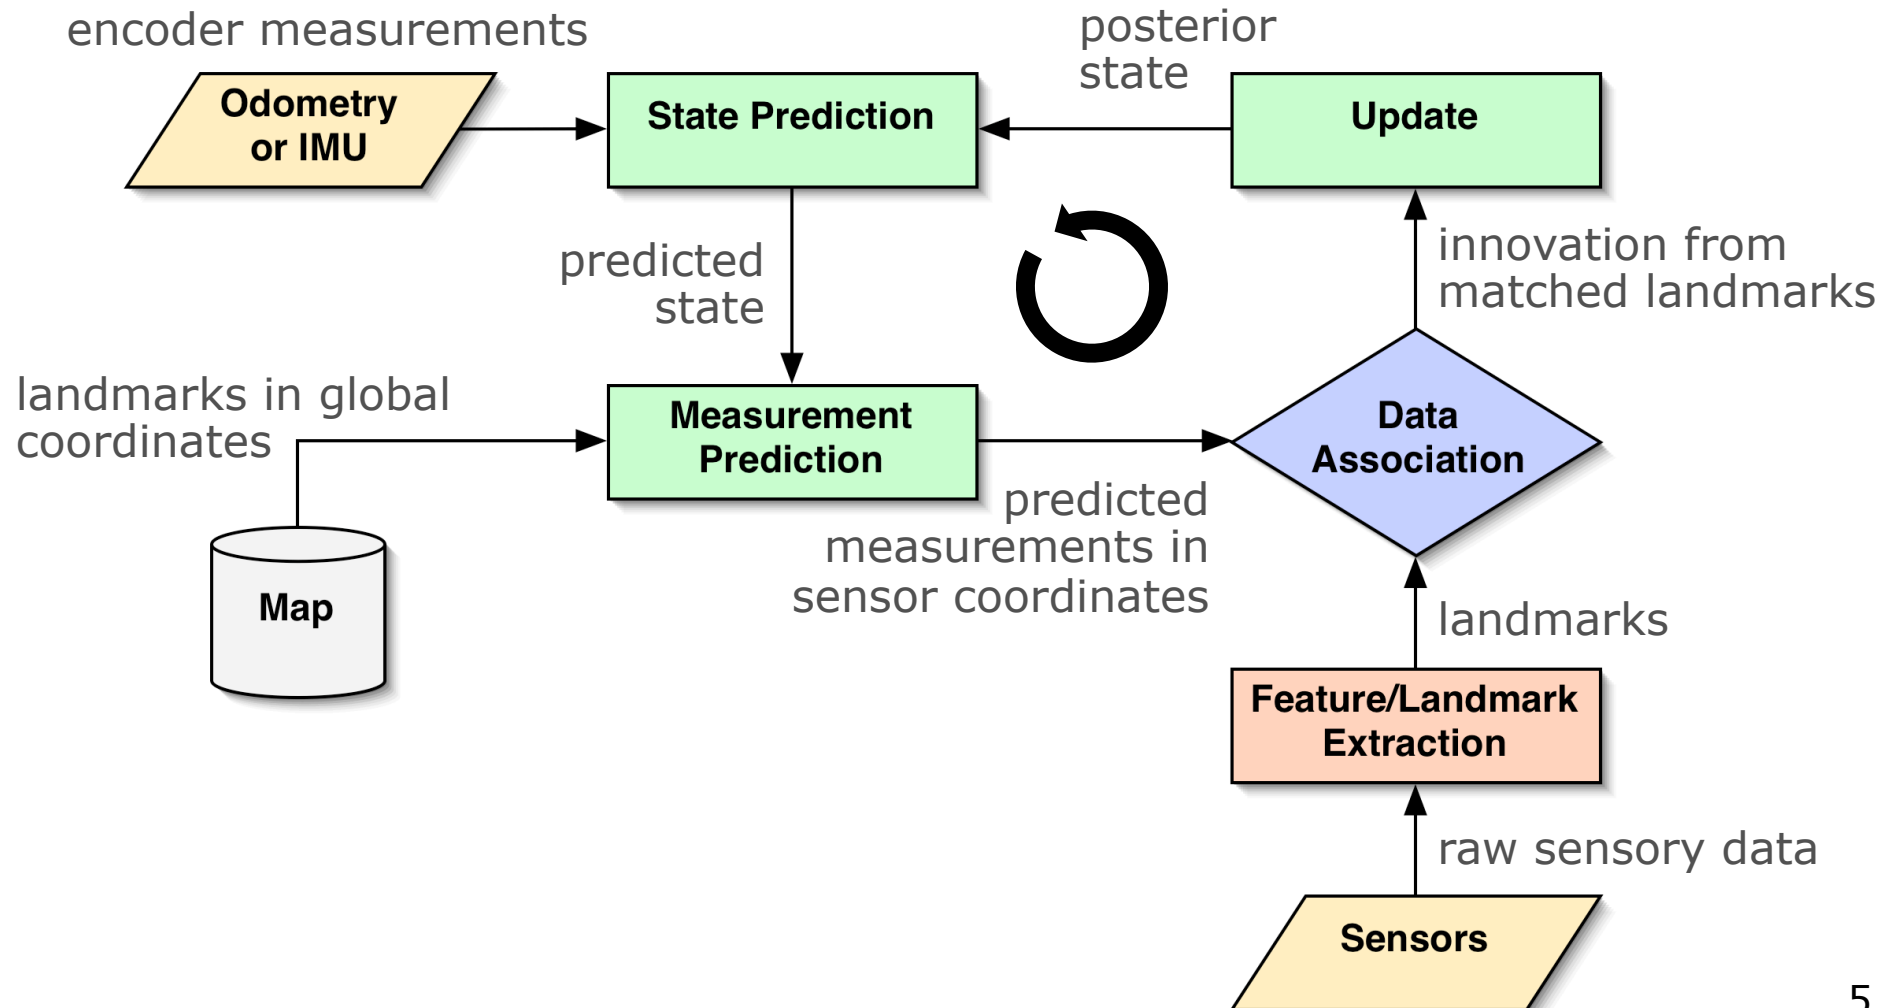 encoder measurements
Odometry
or IMU
State Prediction
posterior
state
Update
predicted
state
innovation from
matched landmarks
landmarks in global
coordinates
Measurement
Prediction
Data
Association
predicted
measurements in
sensor coordinates
Map
landmarks
Feature/Landmark
Extraction
raw sensory data
Sensors
5